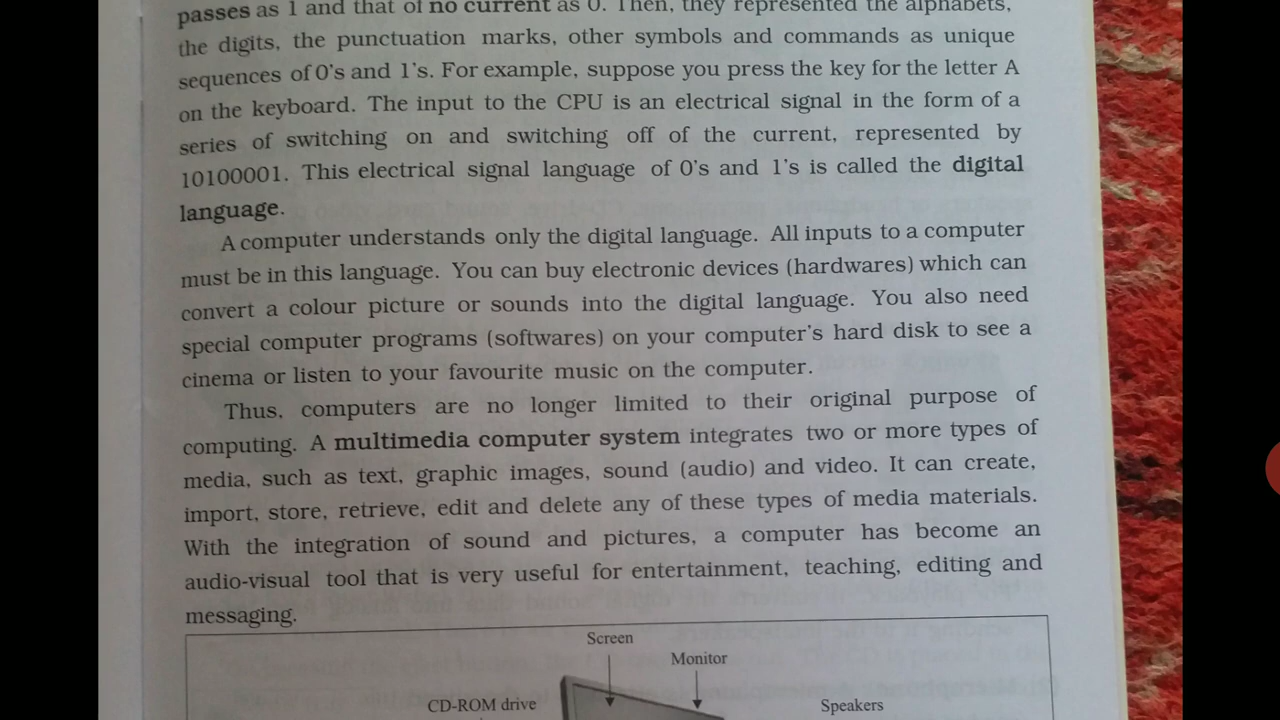 passes as 1 and that of no current as 0. Then, they represented the alphabets,
the digits, the punctuation marks, other symbols and commands as unique
sequences of 0's and 1's. For example, suppose you press the key for the letter A
on the keyboard. The input to the CPU is an electrical signal in the form of a
series of switching on and switching off of the current, represented by
10100001. This electrical signal language of 0's and 1's is called the digital
language.
A computer understands only the digital language. All inputs to a computer
must be in this language. You can buy electronic devices (hardwares) which can
convert a colour picture or sounds into the digital language. You also need
special computer programs (softwares) on your computer's hard disk to see a
cinema or listen to your favourite music on the computer.
Thus, computers are no longer limited to their original purpose of
computing. A multimedia computer system integrates two or more types of
media, such as text, graphic images, sound (audio) and video. It can create,
import, store, retrieve, edit and delete any of these types of media materials.
With the integration of sound and pictures, a computer has become an
audio-visual tool that is very useful for entertainment, teaching, editing and
messaging.
Screen
Monitor
CD-ROM drive
Speakers